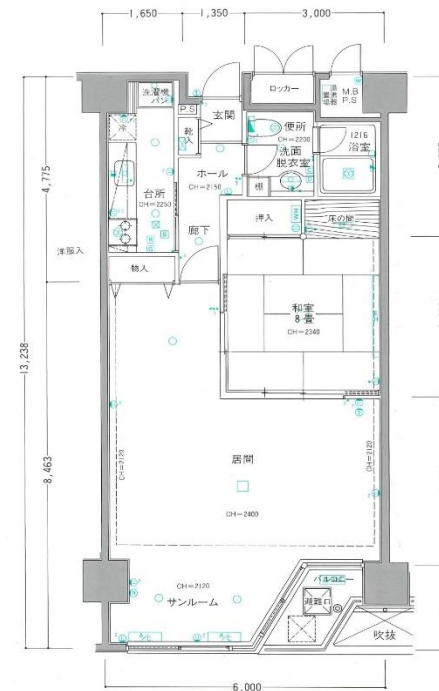 1,650
1,350
3,000
洗濯機
パン
P.S
玄関
ロッカー
M.B
P.S
冷
靴
入
便所
CH=2200
洗面
脱衣室
1216
浴室
ホール
CH=2150
台所
CH=2250
棚
押入
床の間
洋服入
物入
廊下
和室
8畳
CH=2340
4,775
13,238
8,463
居間
CH=2120
CH=2120
CH=2400
CH=2120
サンルーム
バルコニー
避難口
吹抜
6,000